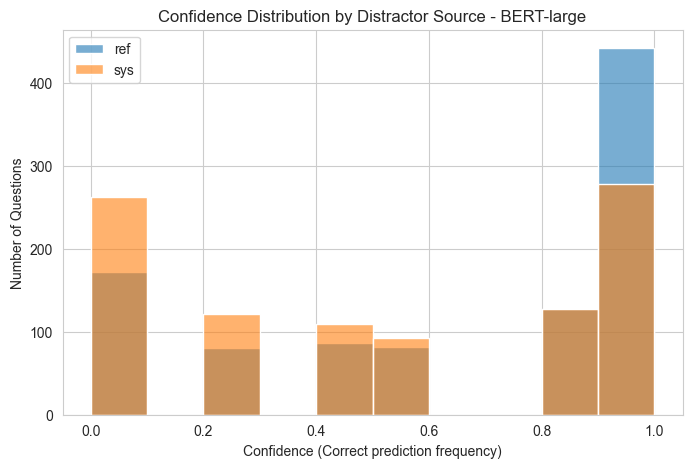 Confidence Distribution by Distractor Source - BERT-large
ref
sys
Number of Questions
400
300
200
100
0
0.0 0.2 0.4 0.6 0.8 1.0
Confidence (Correct prediction frequency)